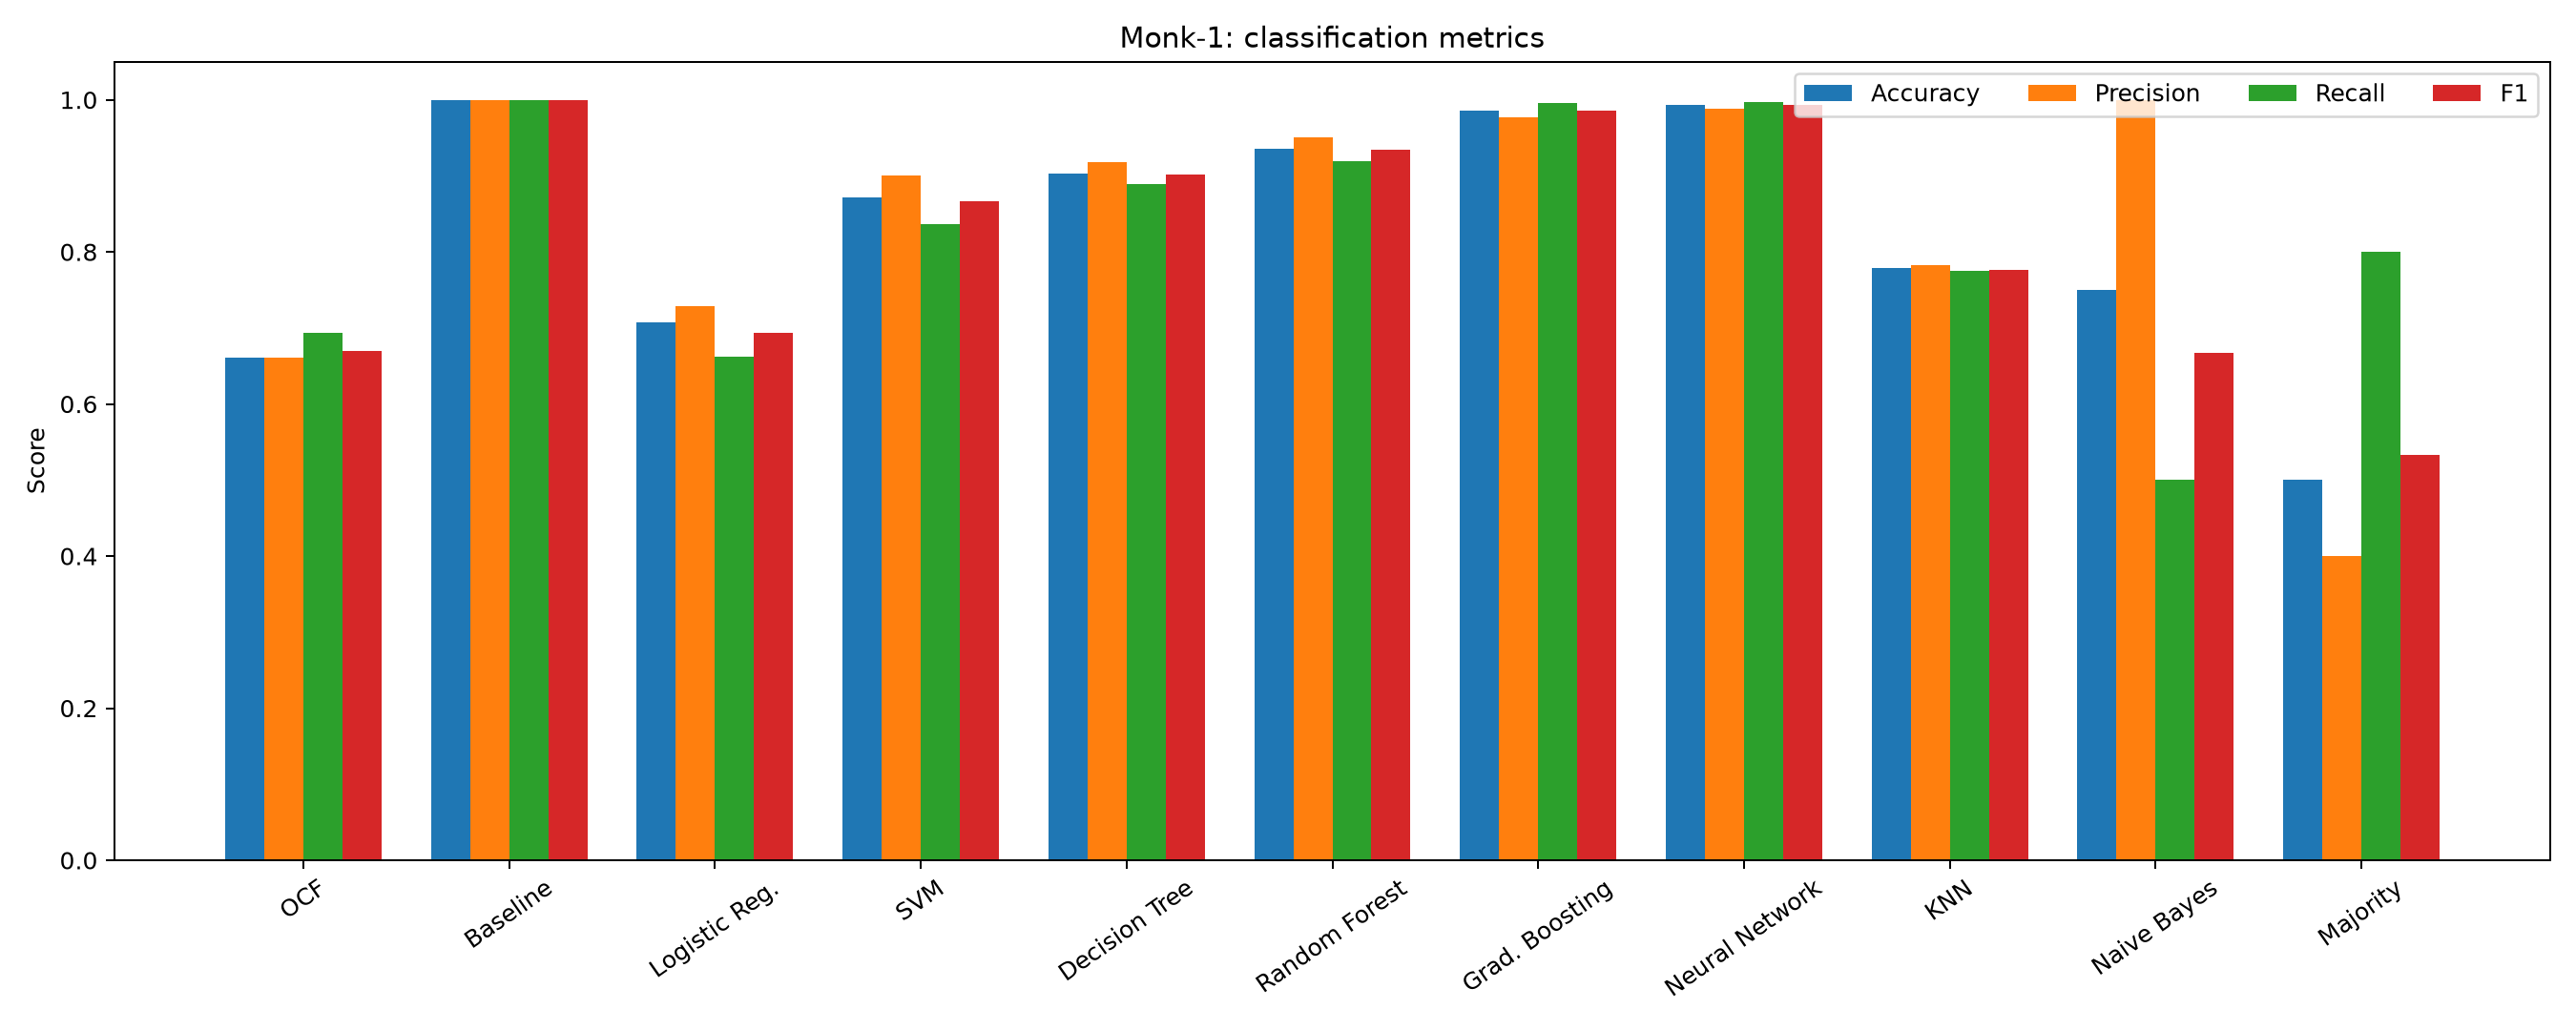 Monk-1: classification metrics
Accuracy Precision Recall F1
Score
1.0
0.8
0.6
0.4
0.2
0.0
OCF
Baseline
Logistic Reg.
SVM
Decision Tree
Random Forest
Grad. Boosting
Neural Network
KNN
Naive Bayes
Majority